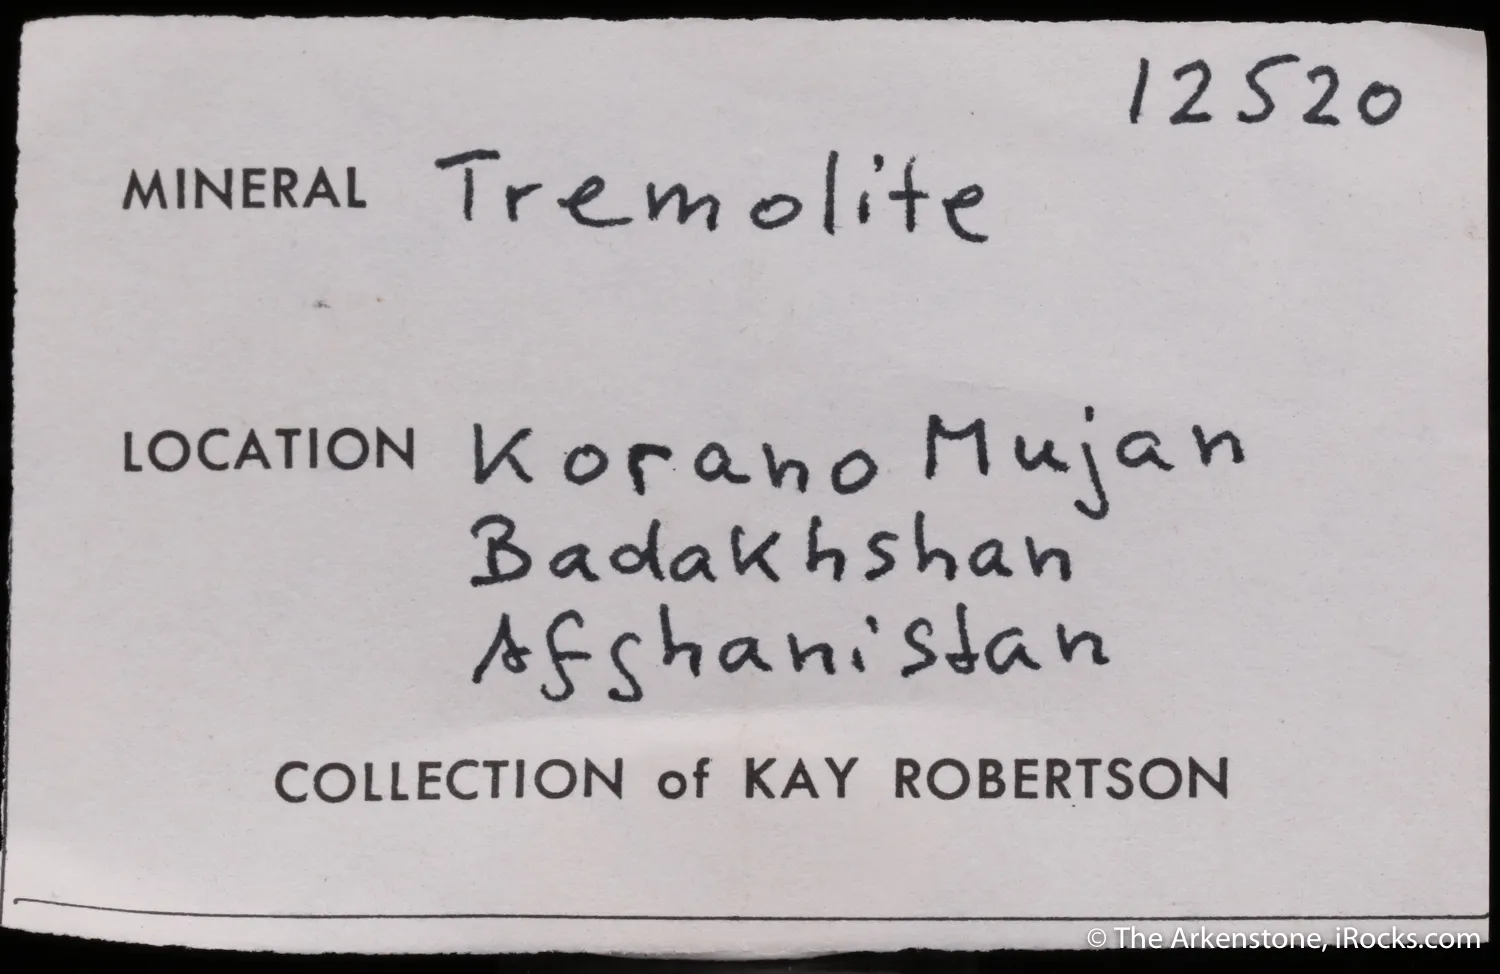 12520
MINERAL Tremolite
LOCATION Korano Mujan
Badakhshan
Afghanistan
COLLECTION of KAY ROBERTSON
© The Arkenstone, iRocks.com